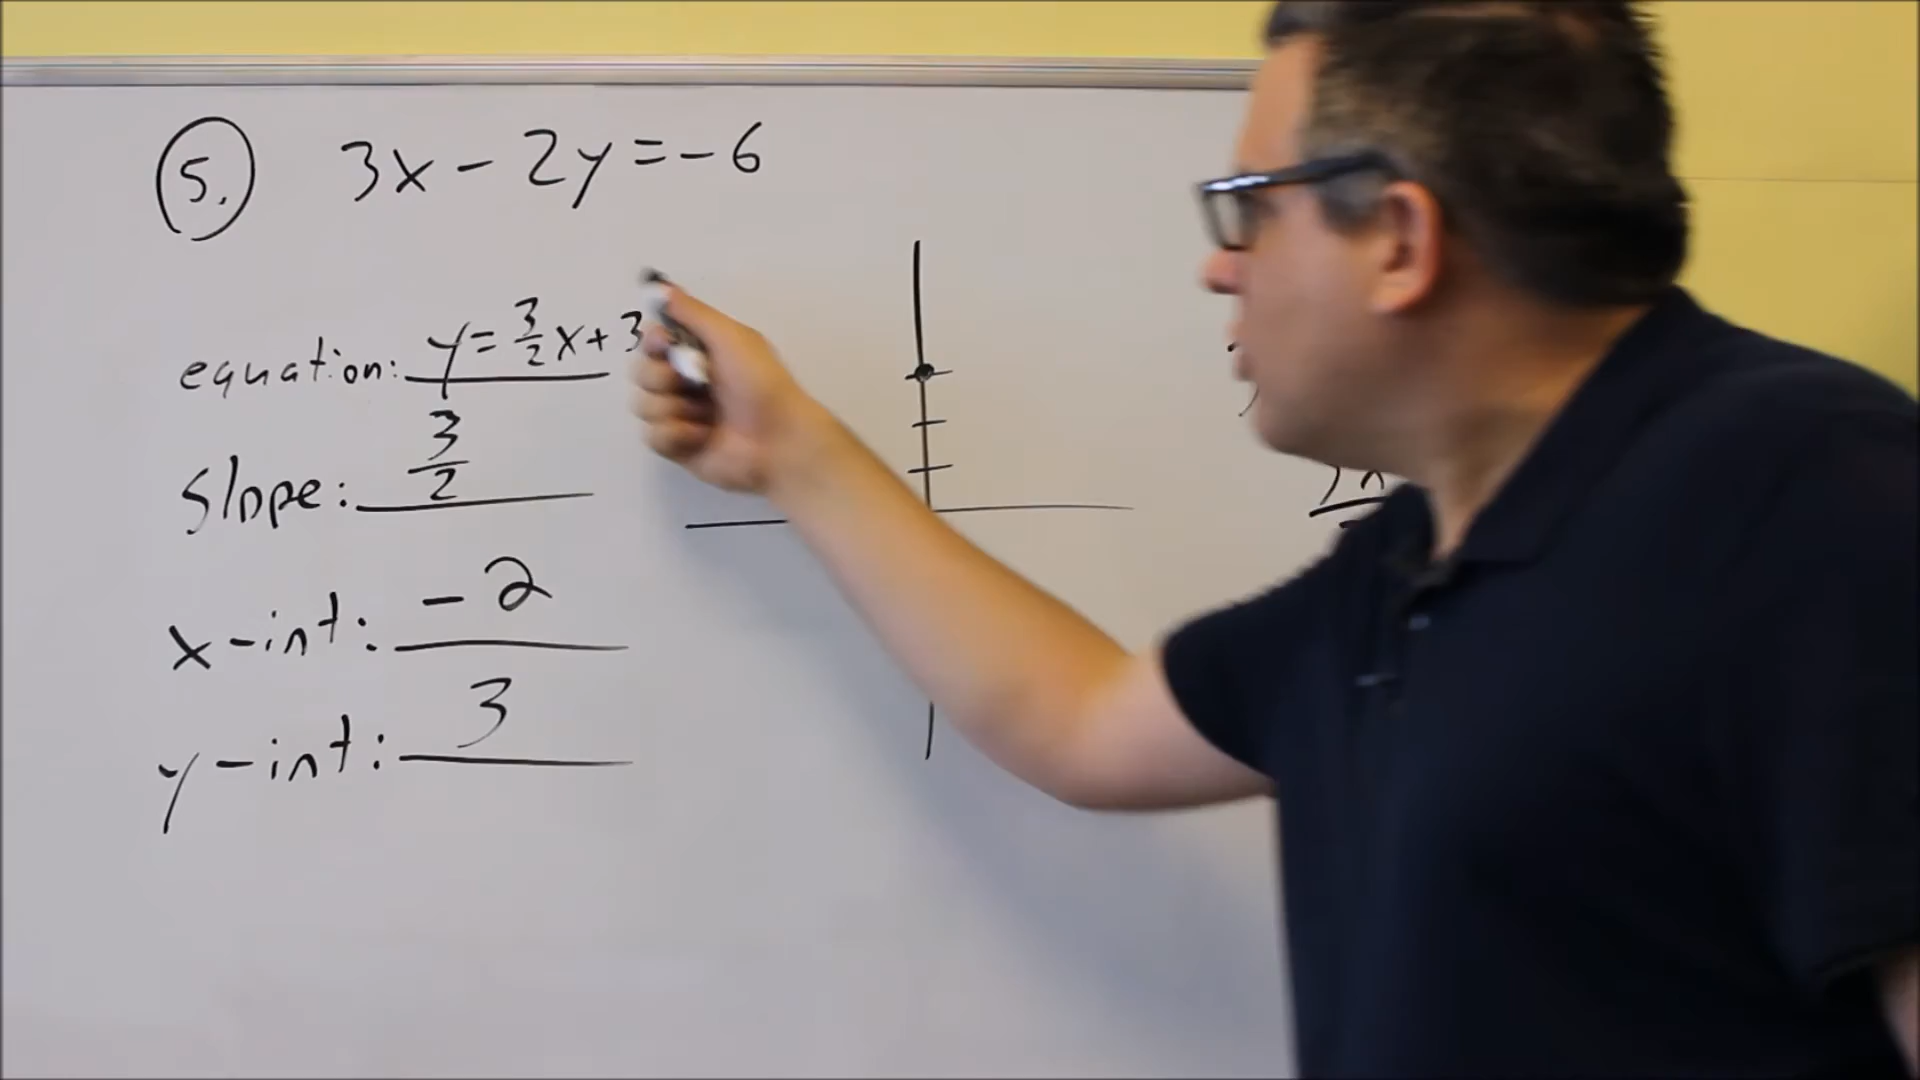 5. 3x - 2y = -6
equation: y = 3/2 x + 3
slope: 3/2
x-int: -2
y-int: 3